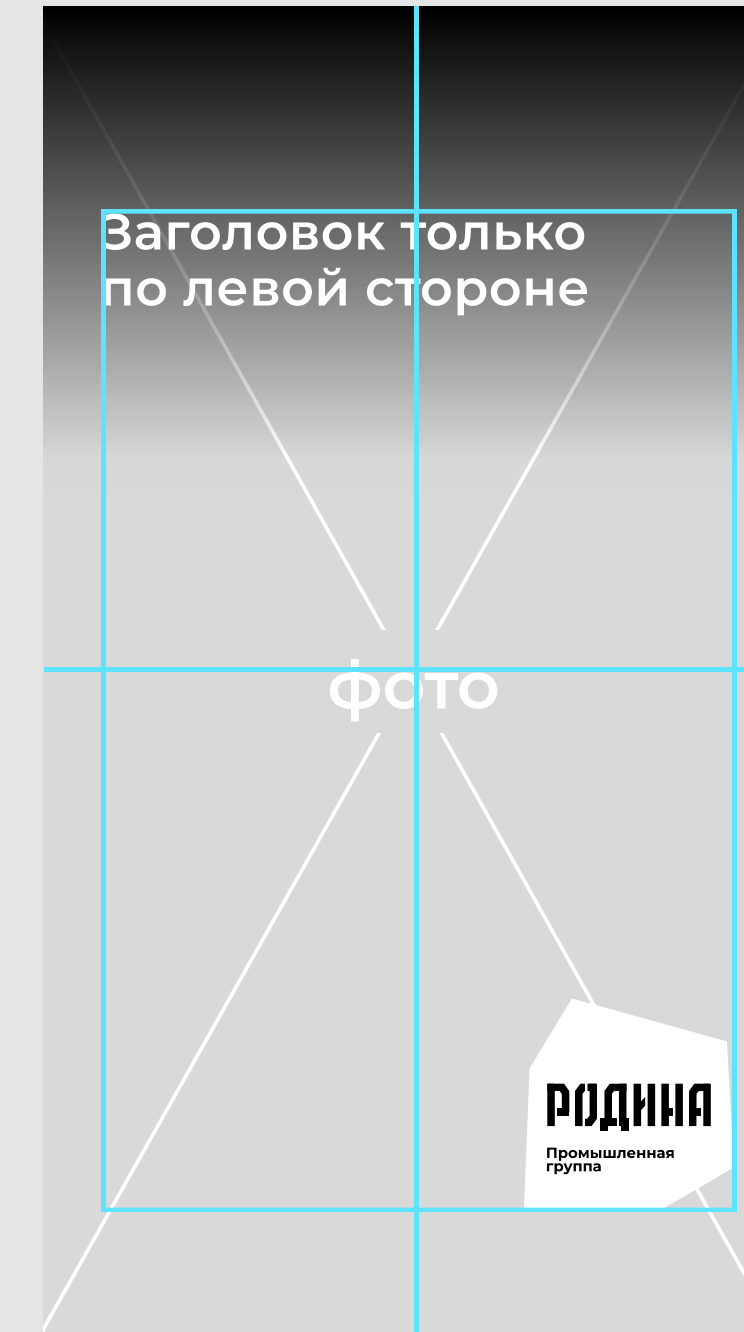 Заголовок только
по левой стороне
фото
РОДИНА
Промышленная
группа